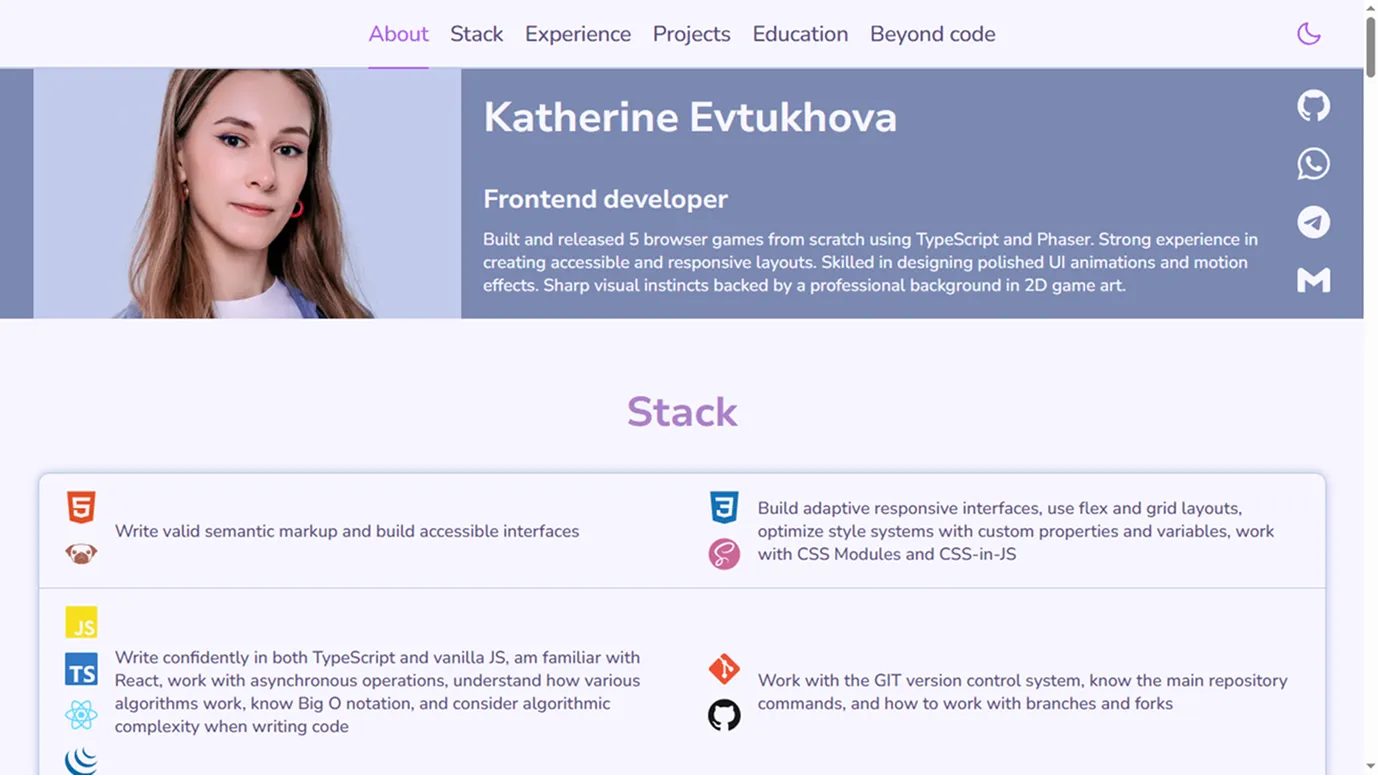 About Stack Experience Projects Education Beyond code
Katherine Evtukhova
Frontend developer
Built and released 5 browser games from scratch using TypeScript and Phaser. Strong experience in
creating accessible and responsive layouts. Skilled in designing polished UI animations and motion
effects. Sharp visual instincts backed by a professional background in 2D game art.
Stack
5
Write valid semantic markup and build accessible interfaces
3
Build adaptive responsive interfaces, use flex and grid layouts,
optimize style systems with custom properties and variables, work
with CSS Modules and CSS-in-JS
JS
TS
Write confidently in both TypeScript and vanilla JS, am familiar with
React, work with asynchronous operations, understand how various
algorithms work, know Big O notation, and consider algorithmic
complexity when writing code
Work with the GIT version control system, know the main repository
commands, and how to work with branches and forks